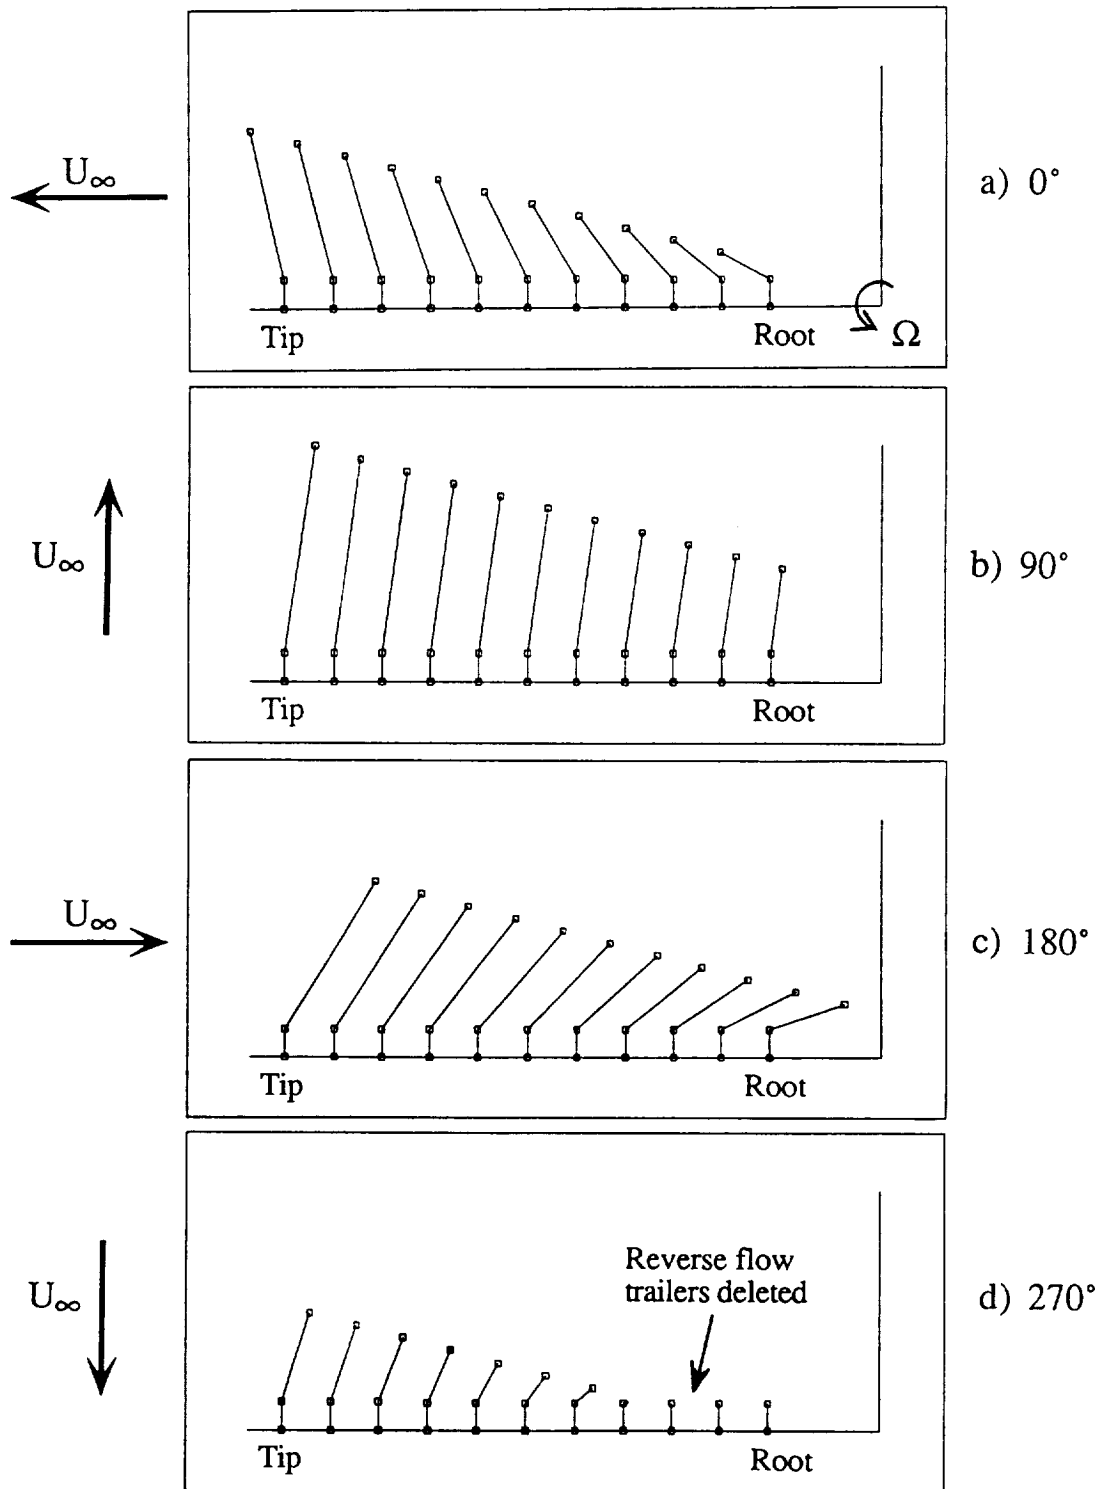 U∞
a) 0°
Tip
Root
Ω
U∞
b) 90°
Tip
Root
U∞
c) 180°
Tip
Root
Reverse flow
trailers deleted
U∞
d) 270°
Tip
Root